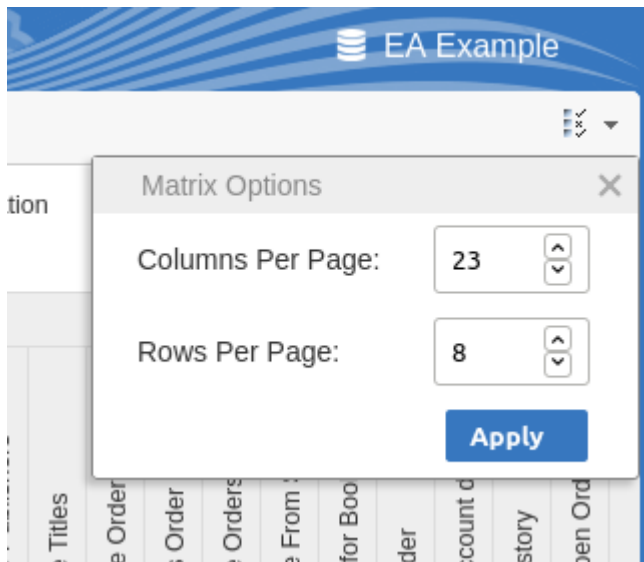 EA Example
Matrix Options
tion
Columns Per Page:
23
Rows Per Page:
8
Apply
Titles
Order
Order
Orders
From
for Boo
der
count d
story
pen Ord